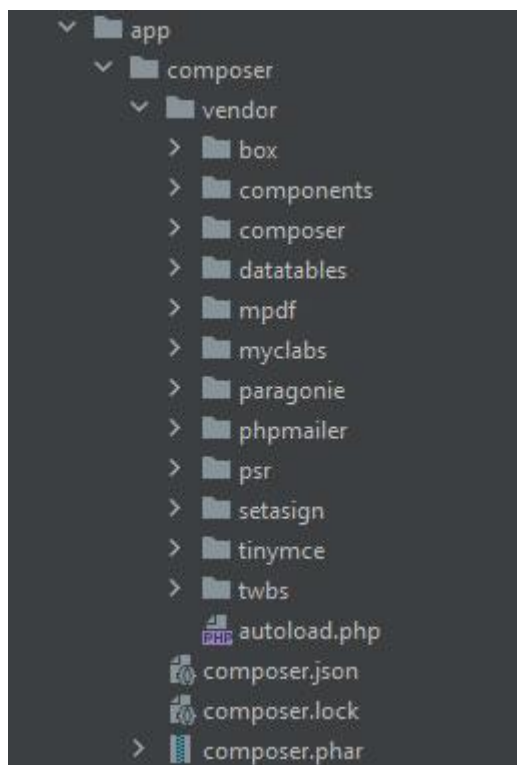 app
composer
vendor
box
components
composer
datatables
mpdf
myclabs
paragonie
phpmailer
psr
setasign
tinymce
twbs
PHP autoload.php
composer.json
composer.lock
composer.phar